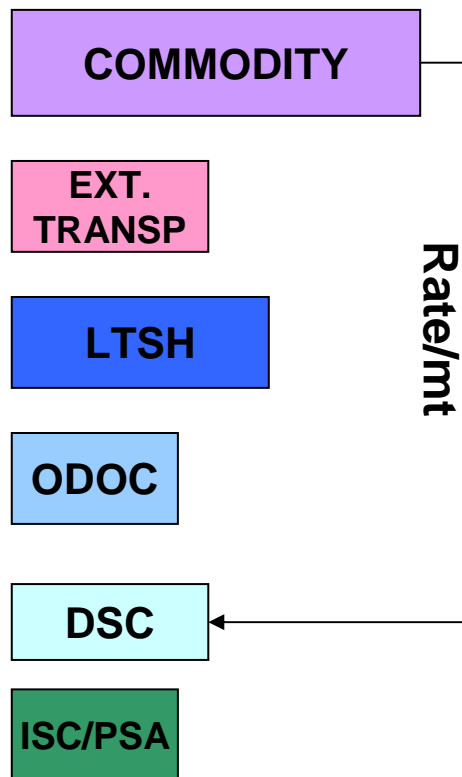 COMMODITY
EXT.
TRANSP
Rate/mt
LTSH
ODOC
DSC
ISC/PSA